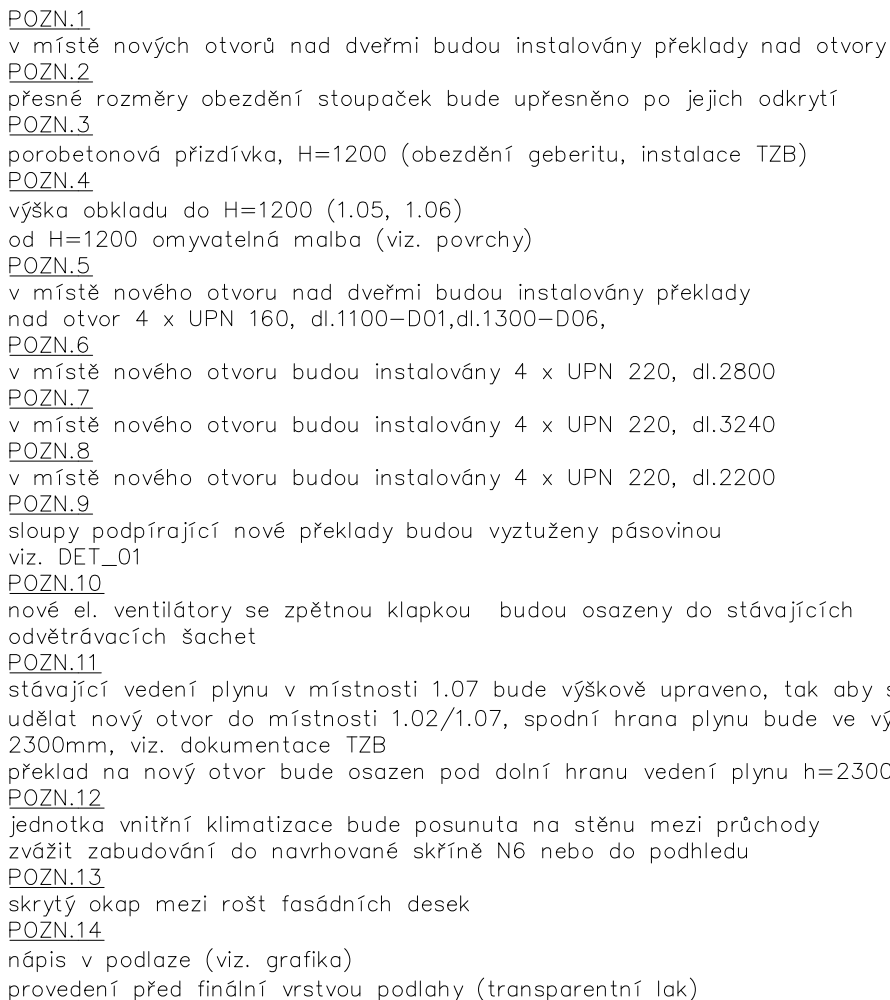 POZN.1
v místě nových otvorů nad dveřmi budou instalovány překlady nad otvory
POZN.2
přesné rozměry obezdění stoupaček bude upřesněno po jejich odkrytí
POZN.3
porobetonová přizdívka, H=1200 (obezdění geberitu, instalace TZB)
POZN.4
výška obkladu do H=1200 (1.05, 1.06)
od H=1200 omyvatelná malba (viz. povrchy)
POZN.5
v místě nového otvoru nad dveřmi budou instalovány překlady
nad otvor 4 x UPN 160, dl.1100-D01,dl.1300-D06,
POZN.6
v místě nového otvoru budou instalovány 4 x UPN 220, dl.2800
POZN.7
v místě nového otvoru budou instalovány 4 x UPN 220, dl.3240
POZN.8
v místě nového otvoru budou instalovány 4 x UPN 220, dl.2200
POZN.9
sloupy podpírající nové překlady budou vyztuženy pásovinou
viz. DET_01
POZN.10
nové el. ventilátory se zpětnou klapkou budou osazeny do stávajících
odvětrávacích šachet
POZN.11
stávající vedení plynu v místnosti 1.07 bude výškově upraveno, tak aby
udělat nový otvor do místnosti 1.02/1.07, spodní hrana plynu bude ve
2300mm, viz. dokumentace TZB
překlad na nový otvor bude osazen pod dolní hranu vedení plynu h=2300
POZN.12
jednotka vnitřní klimatizace bude posunuta na stěnu mezi průchody
zvážit zabudování do navrhované skříně N6 nebo do podhledu
POZN.13
skrytý okap mezi rošt fasádních desek
POZN.14
nápis v podlaze (viz. grafika)
provedení před finální vrstvou podlahy (transparentní lak)